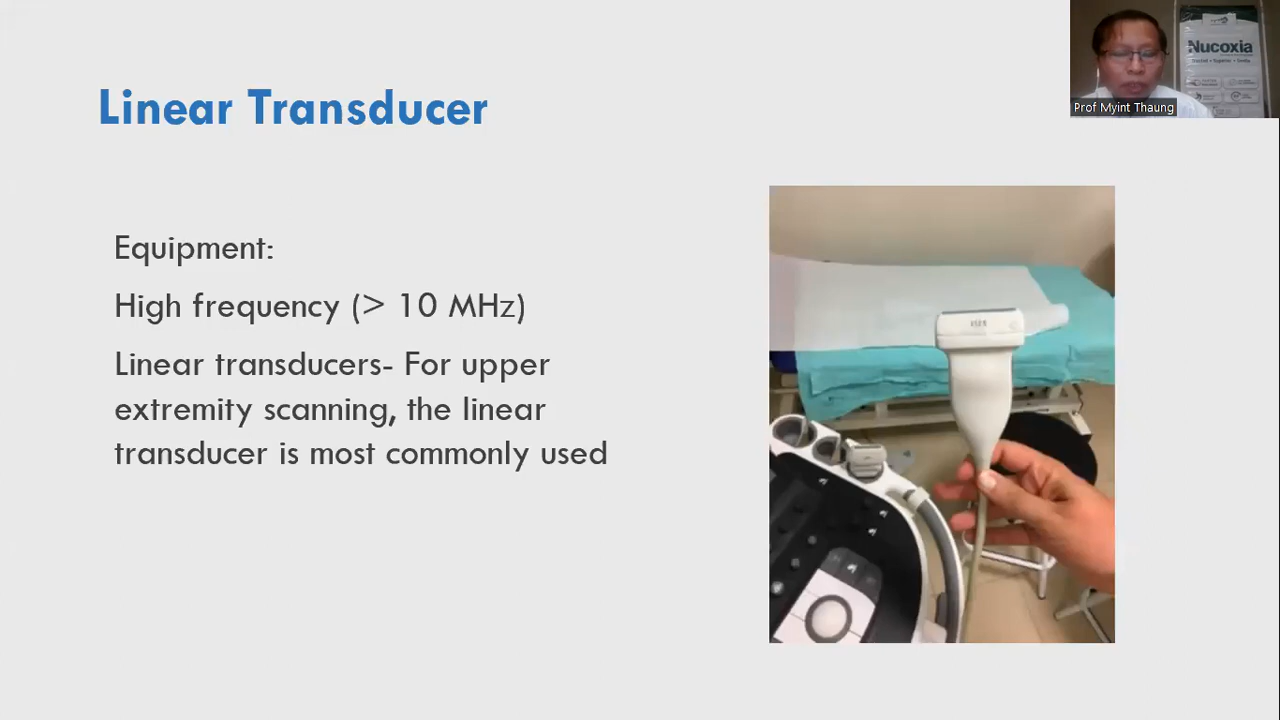 Linear Transducer
Equipment:
High frequency (> 10 MHz)
Linear transducers- For upper
extremity scanning, the linear
transducer is most commonly used
Nucoxia
Prof Myint Thaung